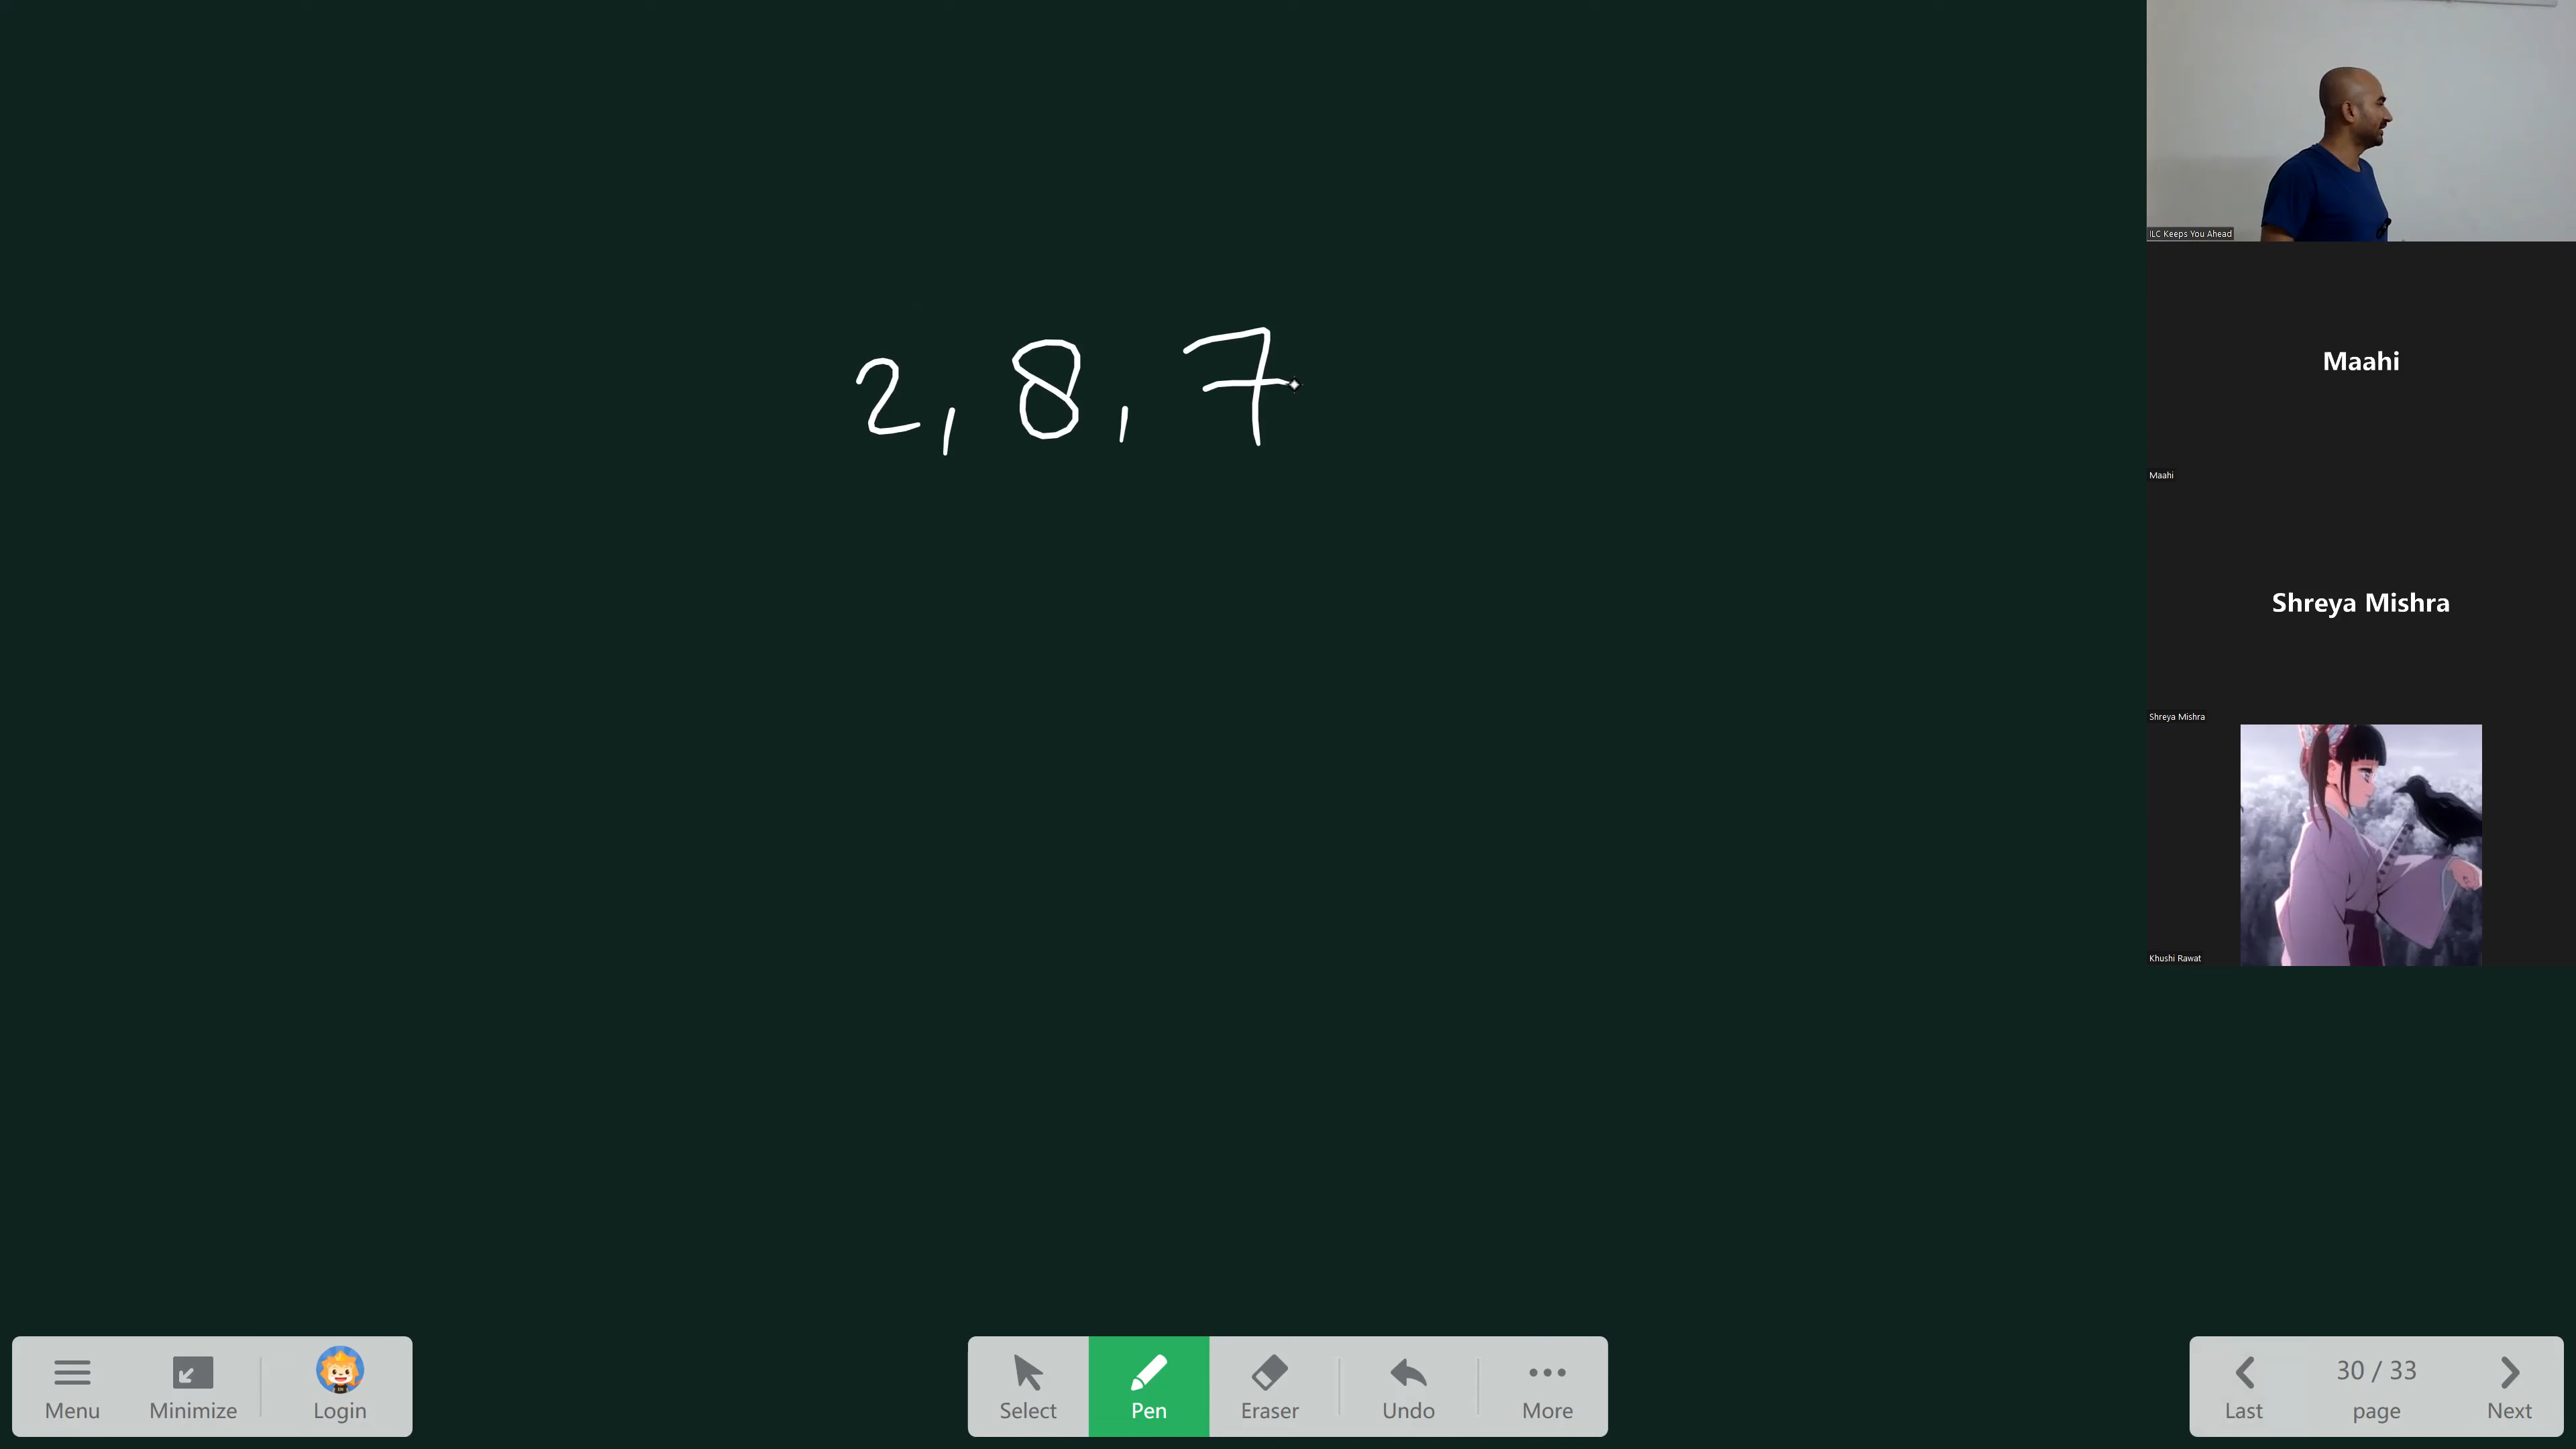 2, 8, 7
ILC Keeps You Ahead
Maahi
Maahi
Shreya Mishra
Shreya Mishra
Khushi Rawat
Menu
Minimize
Login
Select
Pen
Eraser
Undo
More
Last
30 / 33
page
Next